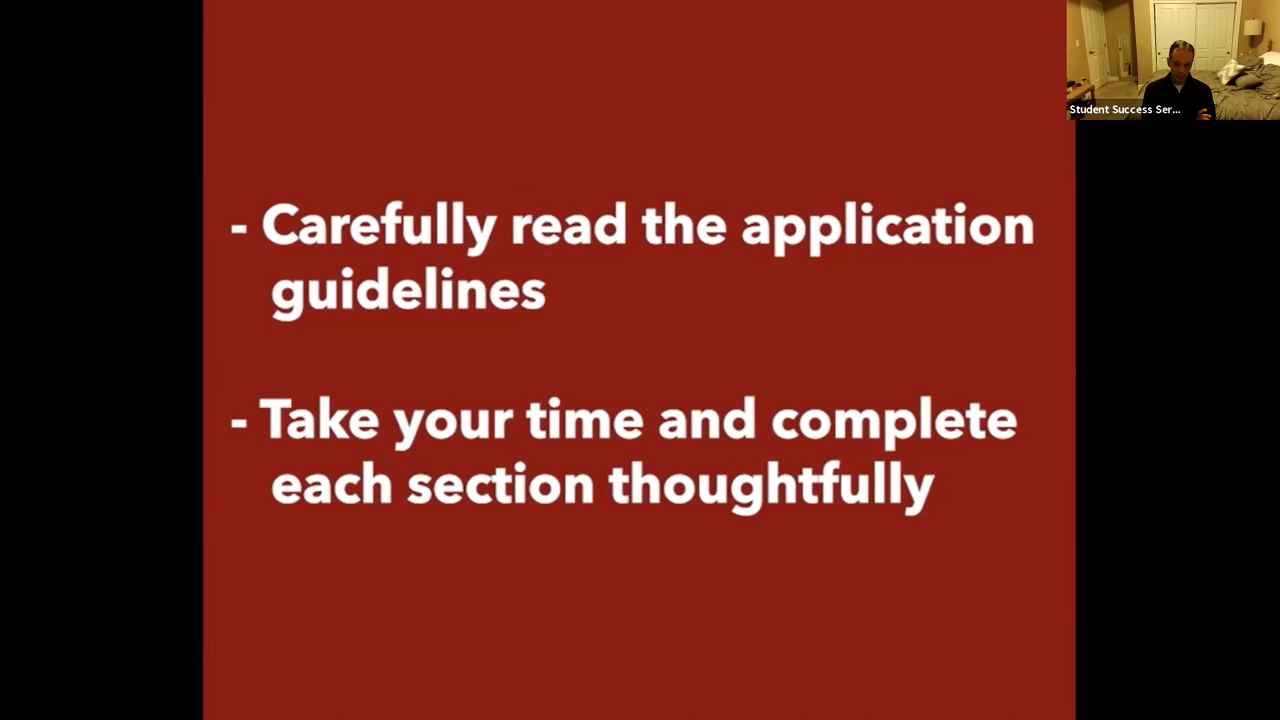 - Carefully read the application
guidelines
- Take your time and complete
each section thoughtfully
Student Success Ser...